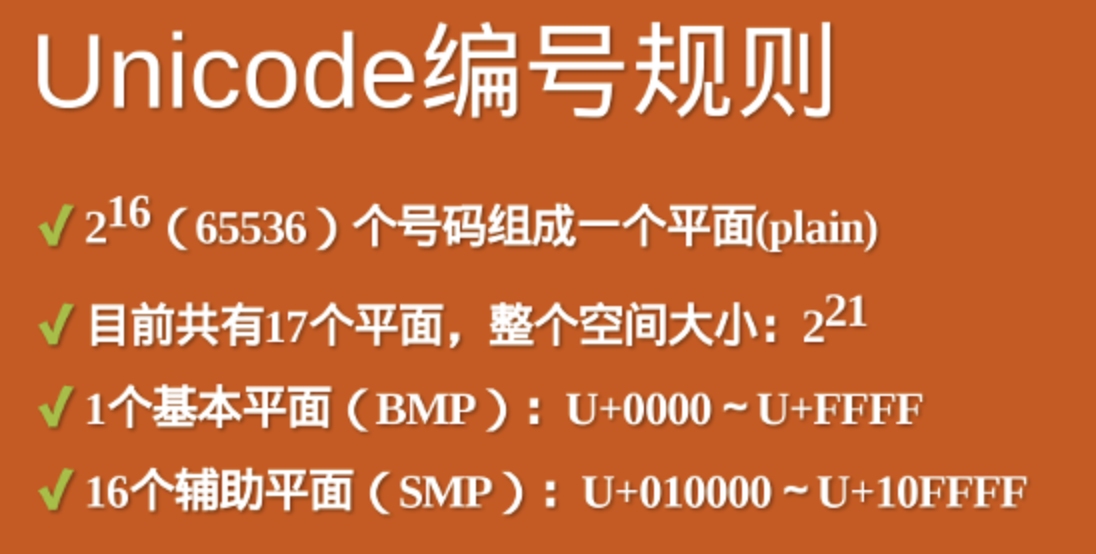 Unicode编号规则
✓ 2^16（65536）个号码组成一个平面(plain)
✓ 目前共有17个平面，整个空间大小：2^21
✓ 1个基本平面（BMP）：U+0000 ~ U+FFFF
✓ 16个辅助平面（SMP）：U+010000 ~ U+10FFFF